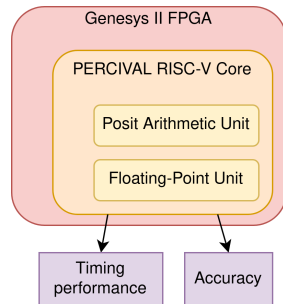 Genesys II FPGA
PERCIVAL RISC-V Core
Posit Arithmetic Unit
Floating-Point Unit
Timing
performance
Accuracy